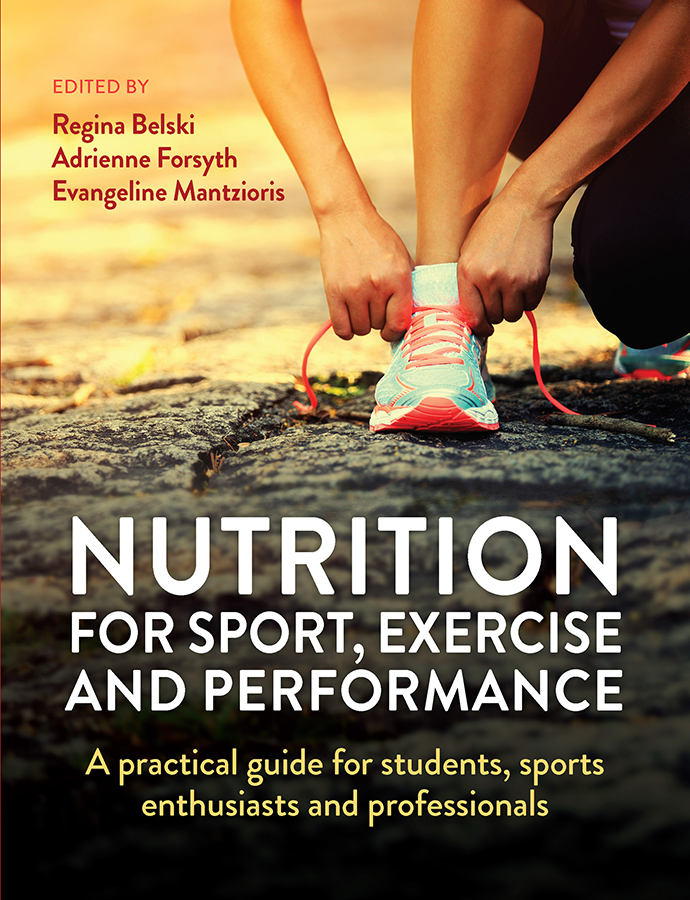 EDITED BY
Regina Belski
Adrienne Forsyth
Evangeline Mantzioris
NUTRITION
FOR SPORT, EXERCISE
AND PERFORMANCE
A practical guide for students, sports
enthusiasts and professionals